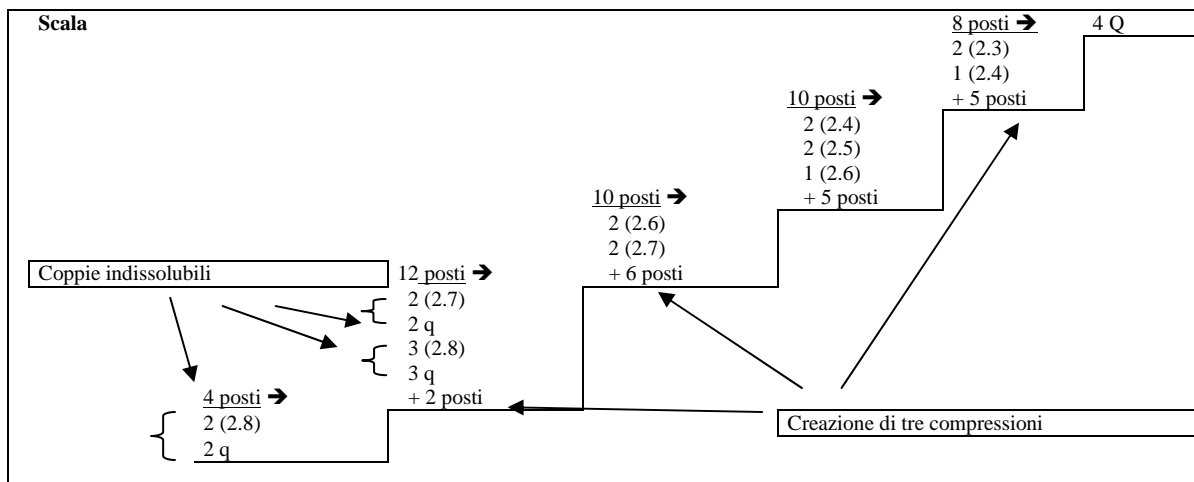 Scala
8 posti ➔
2 (2.3)
1 (2.4)
+ 5 posti
4 Q
10 posti ➔
2 (2.4)
2 (2.5)
1 (2.6)
+ 5 posti
10 posti ➔
2 (2.6)
2 (2.7)
+ 6 posti
Coppie indissolubili
12 posti ➔
2 (2.7)
2 q
3 (2.8)
3 q
+ 2 posti
4 posti ➔
2 (2.8)
2 q
Creazione di tre compressioni